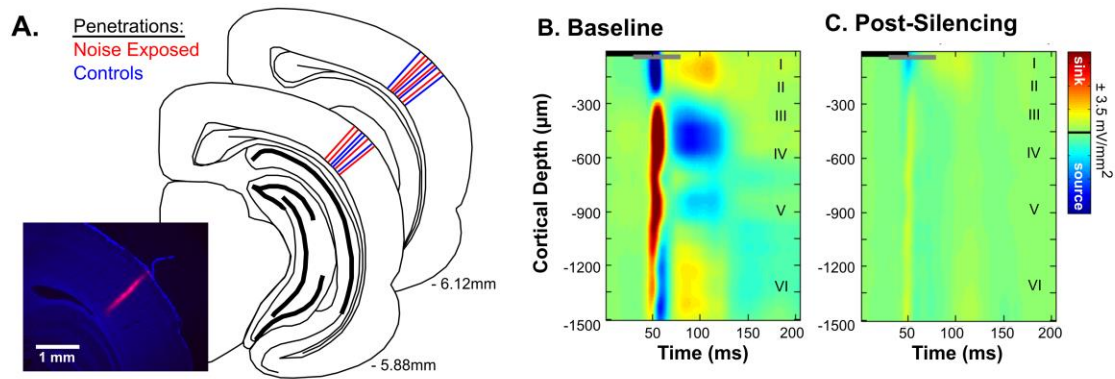 A.
Penetrations:
Noise Exposed
Controls
1 mm
- 6.12mm
- 5.88mm
B. Baseline
Cortical Depth (µm)
-300
-600
-900
-1200
-1500
I
II
III
IV
V
VI
50
100
150
200
Time (ms)
C. Post-Silencing
-300
-600
-900
-1200
-1500
I
II
III
IV
V
VI
50
100
150
200
Time (ms)
sink
source
± 3.5 mV/mm²